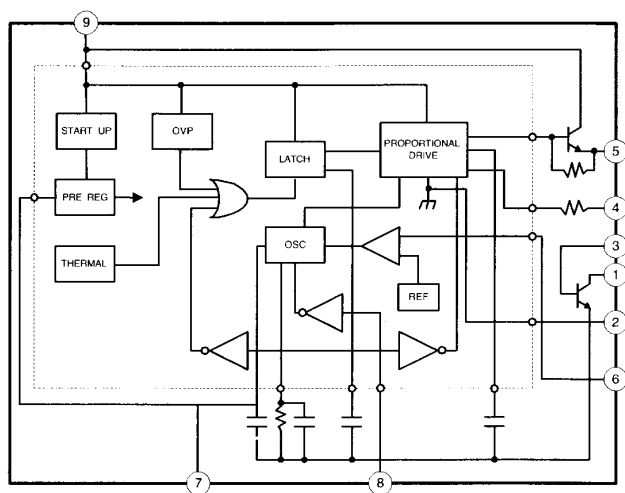 9
START UP
OVP
LATCH
PROPORTIONAL
DRIVE
5
PRE REG
4
THERMAL
OSC
REF
3
1
2
6
7
8